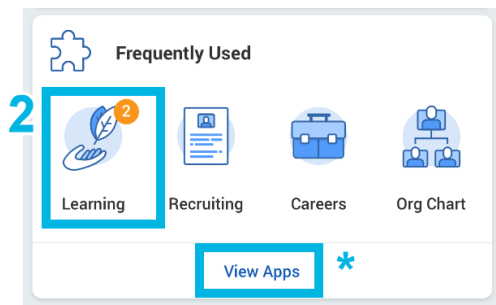 Frequently Used
2
2
Learning
Recruiting
Careers
Org Chart
View Apps
*